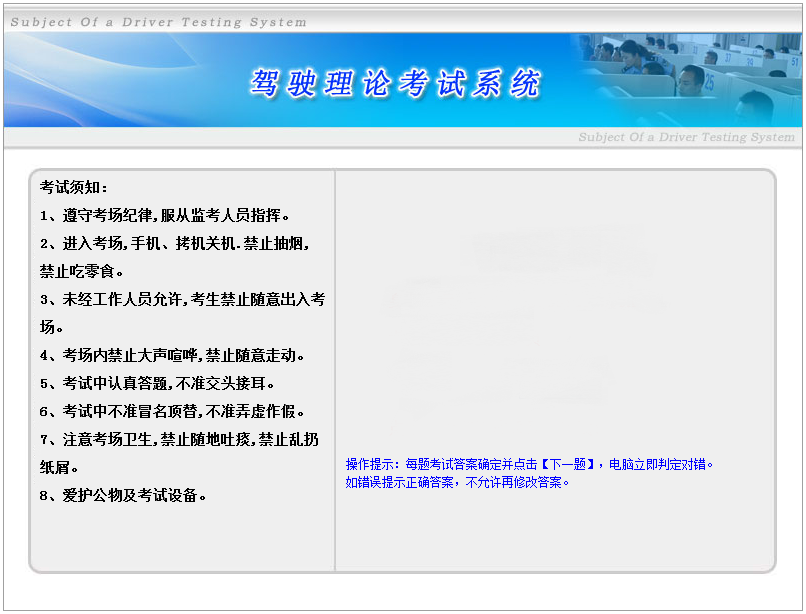 Subject Of a Driver Testing System
驾驶理论考试系统
37
39
51
25
Subject Of a Driver Testing System
考试须知:
1、遵守考场纪律,服从监考人员指挥。
2、进入考场,手机、拷机关机.禁止抽烟,
禁止吃零食。
3、未经工作人员允许,考生禁止随意出入考
场。
4、考场内禁止大声喧哗,禁止随意走动。
5、考试中认真答题,不准交头接耳。
6、考试中不准冒名顶替,不准弄虚作假。
7、注意考场卫生,禁止随地吐痰,禁止乱扔
纸屑。
8、爱护公物及考试设备。
操作提示：每题考试答案确定并点击【下一题】，电脑立即判定对错。
如错误提示正确答案，不允许再修改答案。